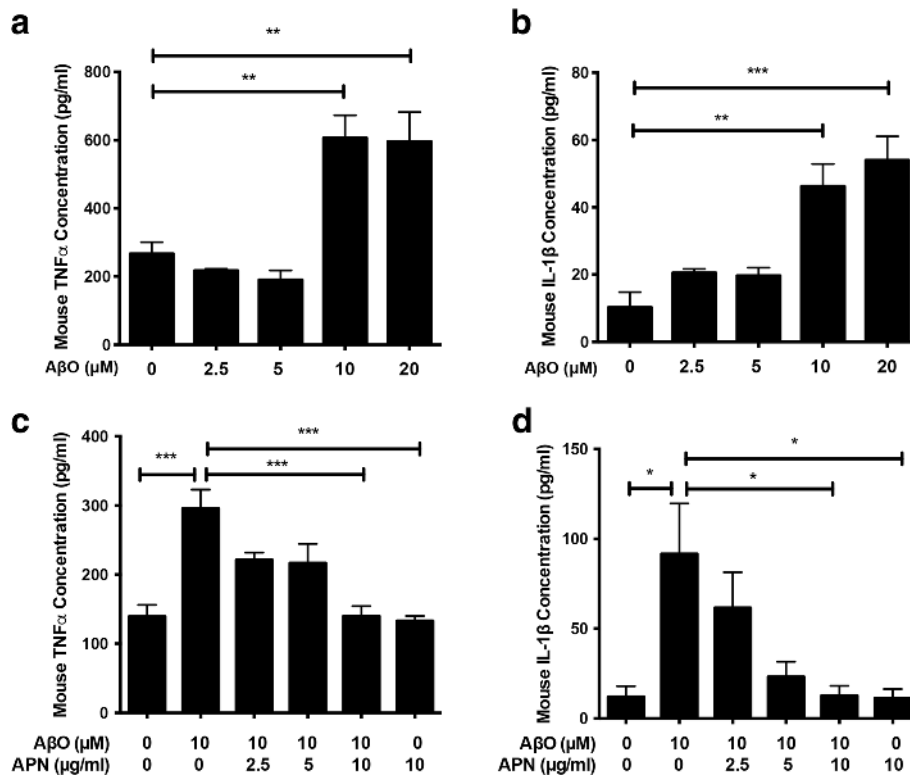 a
**
**
Mouse TNFα Concentration (pg/ml)
800
600
400
200
0
AβO (µM) 0 2.5 5 10 20
b
***
**
Mouse IL-1β Concentration (pg/ml)
80
60
40
20
0
AβO (µM) 0 2.5 5 10 20
c
***
***
***
Mouse TNFα Concentration (pg/ml)
400
300
200
100
0
AβO (µM) 0 10 10 10 10 0
APN (µg/ml) 0 0 2.5 5 10 10
d
*
*
*
Mouse IL-1β Concentration (pg/ml)
150
100
50
0
AβO (µM) 0 10 10 10 10 0
APN (µg/ml) 0 0 2.5 5 10 10